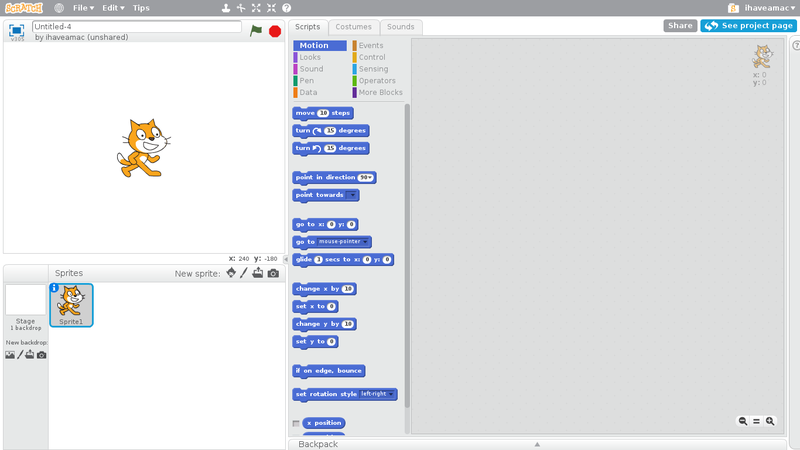 SCRATCH File Edit Tips ihaveamac
Untitled-4
by ihaveamac (unshared)
Scripts Costumes Sounds
Share See project page
Motion Events
Looks Control
Sound Sensing
Pen Operators
Data More Blocks
x: 0
y: 0
move 10 steps
turn 15 degrees
turn 15 degrees
point in direction 90
point towards
go to x: 0 y: 0
go to mouse-pointer
glide 1 secs to x: 0 y: 0
change x by 10
set x to 0
change y by 10
set y to 0
if on edge, bounce
set rotation style left-right
x position
x: 240 y: -180
Sprites New sprite:
Stage
1 backdrop
New backdrop:
Sprite1
Backpack